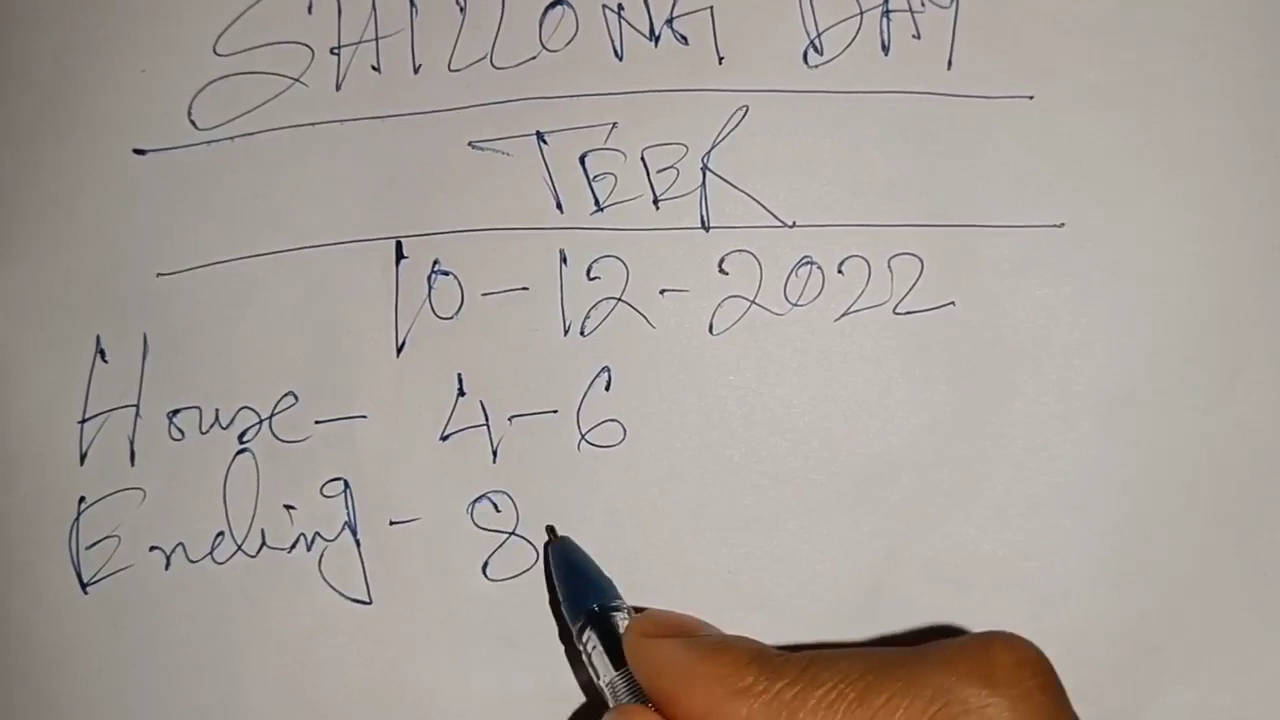 SHILLONG DAY
TEER
10-12-2022
House- 4-6
Ending- 8